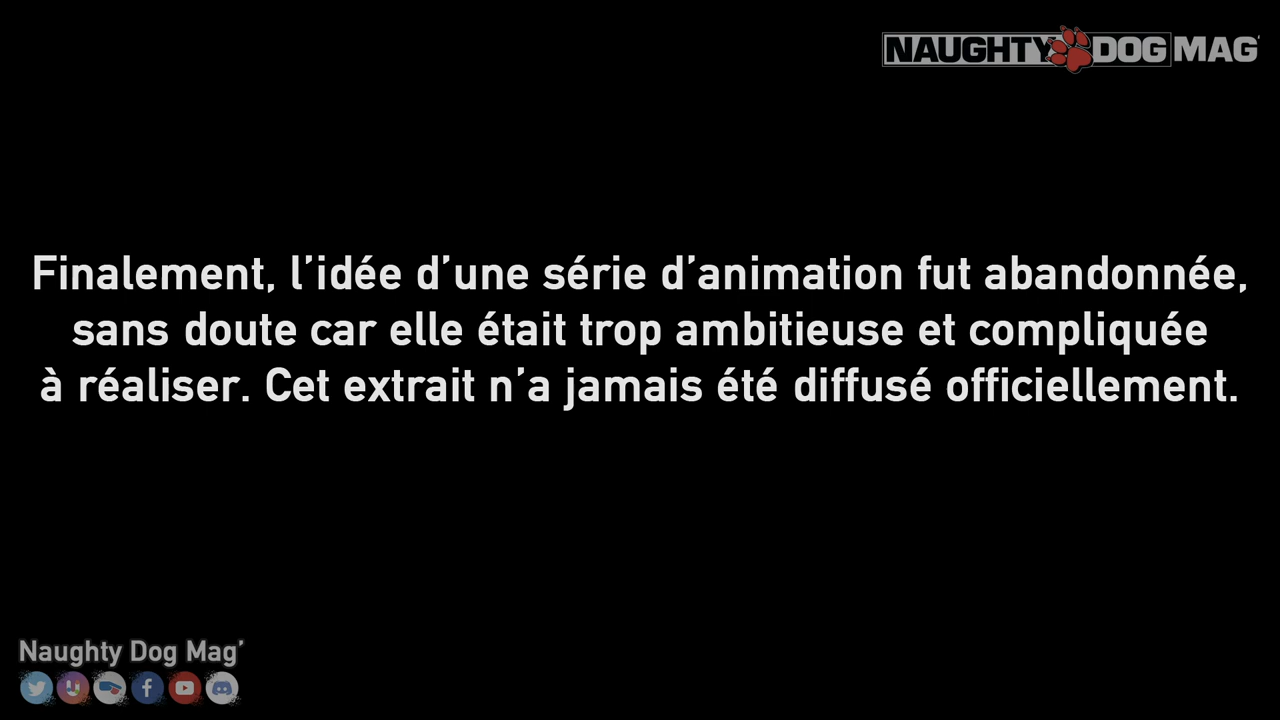 NAUGHTY DOG MAG'
Finalement, l’idée d’une série d’animation fut abandonnée,
sans doute car elle était trop ambitieuse et compliquée
à réaliser. Cet extrait n’a jamais été diffusé officiellement.
Naughty Dog Mag’